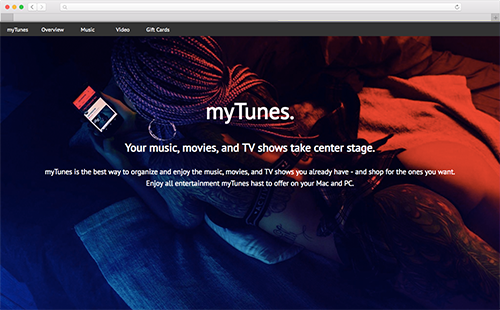 myTunes Overview Music Video Gift Cards
myTunes.
Your music, movies, and TV shows take center stage.
myTunes is the best way to organize and enjoy the music, movies, and TV shows you already have - and shop for the ones you want.
Enjoy all entertainment myTunes hast to offer on your Mac and PC.